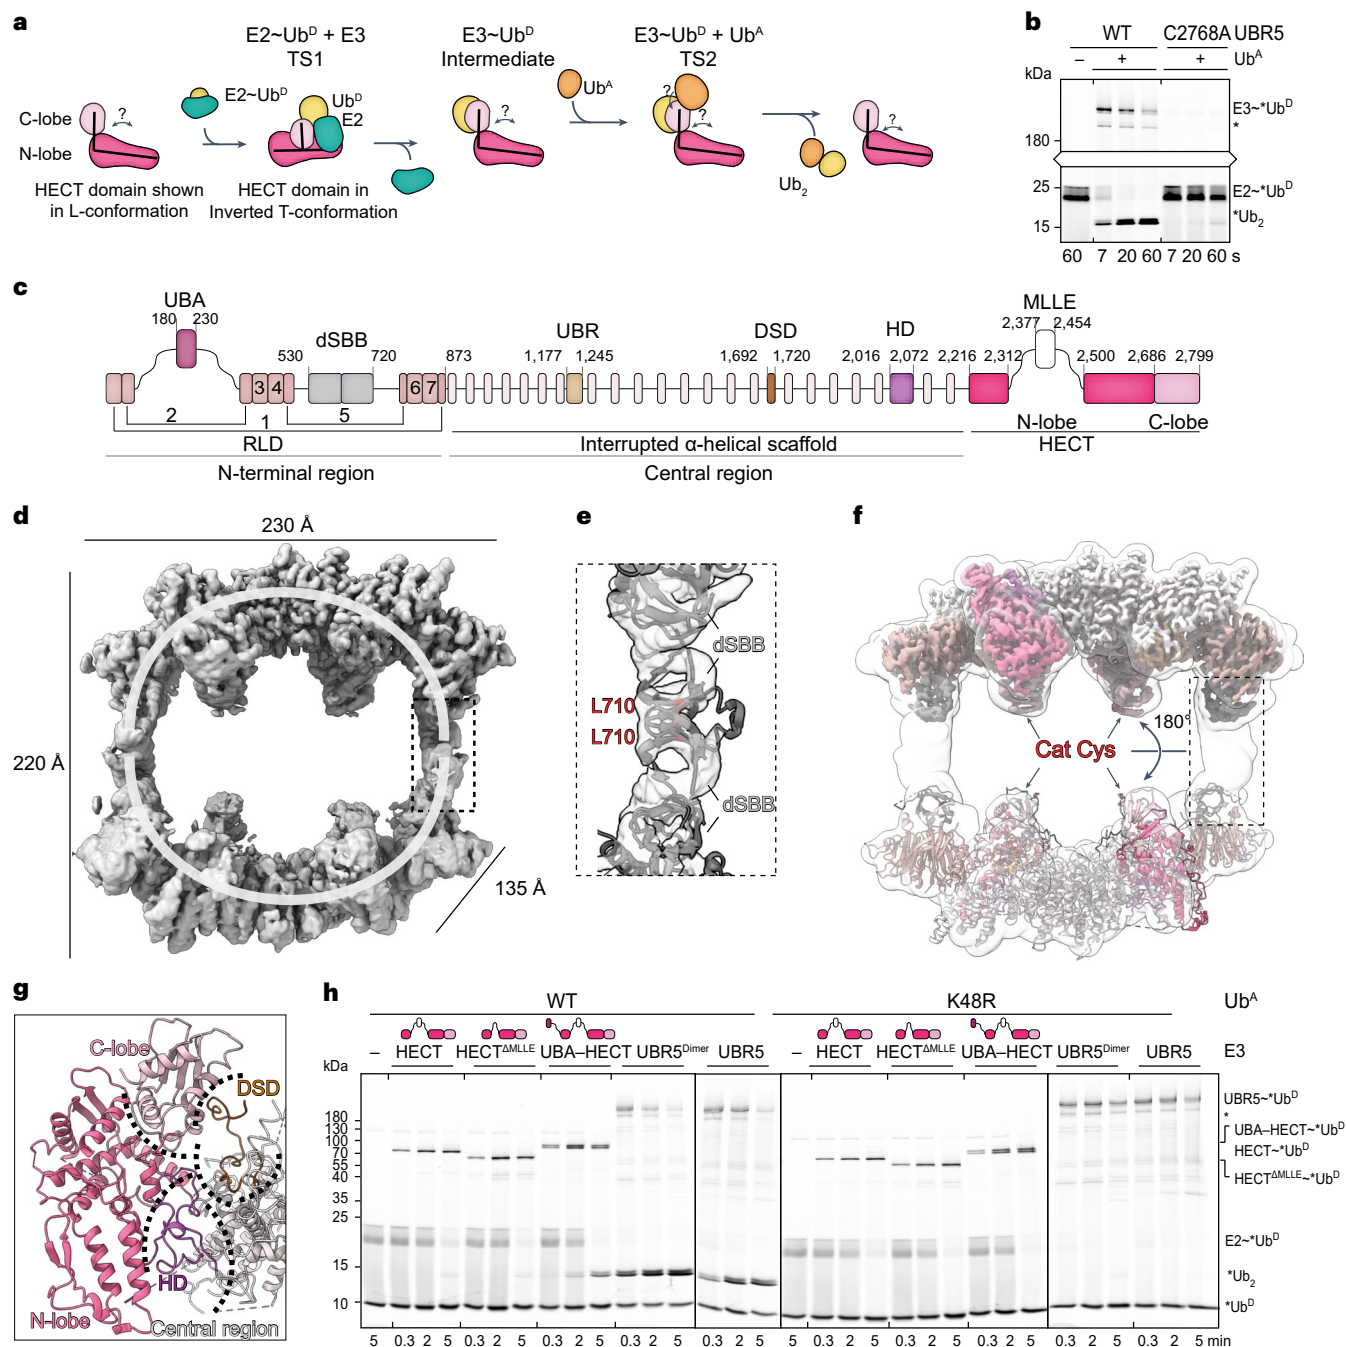 a
E2~Ub^D + E3
TS1
E3~Ub^D
Intermediate
E3~Ub^D + Ub^A
TS2
C-lobe
N-lobe
?
E2~Ub^D
Ub^D
E2
?
Ub^A
?
?
Ub_2
?
HECT domain shown
in L-conformation
HECT domain in
Inverted T-conformation
b
WT C2768A UBR5
– + + Ub^A
kDa
180
25
15
E3~*Ub^D
*
E2~*Ub^D
*Ub_2
60 7 20 60 7 20 60 s
c
UBA
180 230
530 dSBB 720
873
UBR
1,177 1,245
DSD
1,692 1,720
HD
2,016 2,072
2,216 2,312
MLLE
2,377 2,454
2,500 2,686 2,799
3 4 6 7
2 1 5
N-lobe C-lobe
RLD
Interrupted α-helical scaffold
HECT
N-terminal region
Central region
d
230 Å
220 Å
135 Å
e
dSBB
L710
L710
dSBB
f
Cat Cys
180°
g
C-lobe
DSD
HD
N-lobe
Central region
h
WT K48R Ub^A
– HECT HECT^ΔMLLE UBA–HECT UBR5^Dimer UBR5 – HECT HECT^ΔMLLE UBA–HECT UBR5^Dimer UBR5 E3
kDa
180
130
100
70
55
40
35
25
15
10
UBR5~*Ub^D
*
UBA–HECT~*Ub^D
HECT~*Ub^D
HECT^ΔMLLE~*Ub^D
E2~*Ub^D
*Ub_2
*Ub^D
5 0.3 2 5 0.3 2 5 0.3 2 5 0.3 2 5 0.3 2 5 5 0.3 2 5 0.3 2 5 0.3 2 5 0.3 2 5 0.3 2 5 min